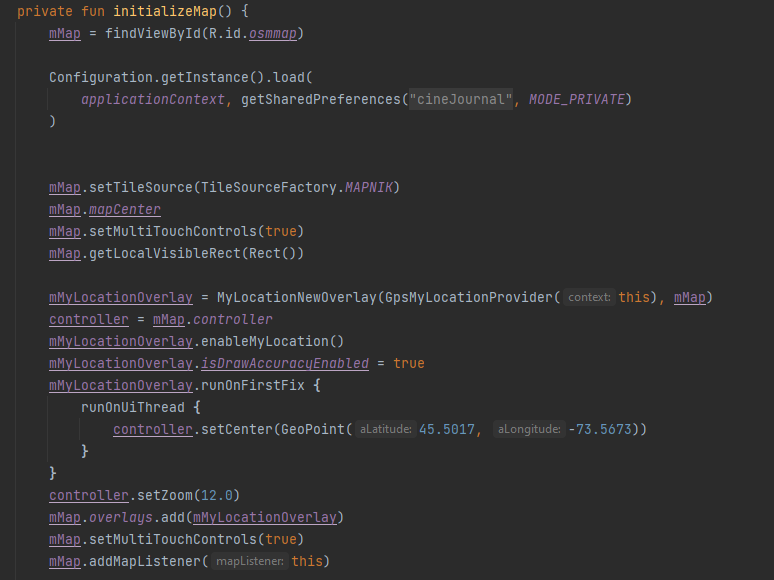 private fun initializeMap() {
    mMap = findViewById(R.id.osmmap)

    Configuration.getInstance().load(
        applicationContext, getSharedPreferences("cineJournal", MODE_PRIVATE)
    )


    mMap.setTileSource(TileSourceFactory.MAPNIK)
    mMap.mapCenter
    mMap.setMultiTouchControls(true)
    mMap.getLocalVisibleRect(Rect())

    mMyLocationOverlay = MyLocationNewOverlay(GpsMyLocationProvider( context: this), mMap)
    controller = mMap.controller
    mMyLocationOverlay.enableMyLocation()
    mMyLocationOverlay.isDrawAccuracyEnabled = true
    mMyLocationOverlay.runOnFirstFix {
        runOnUiThread {
            controller.setCenter(GeoPoint( aLatitude: 45.5017, aLongitude: -73.5673))
        }
    }
    controller.setZoom(12.0)
    mMap.overlays.add(mMyLocationOverlay)
    mMap.setMultiTouchControls(true)
    mMap.addMapListener( mapListener: this)